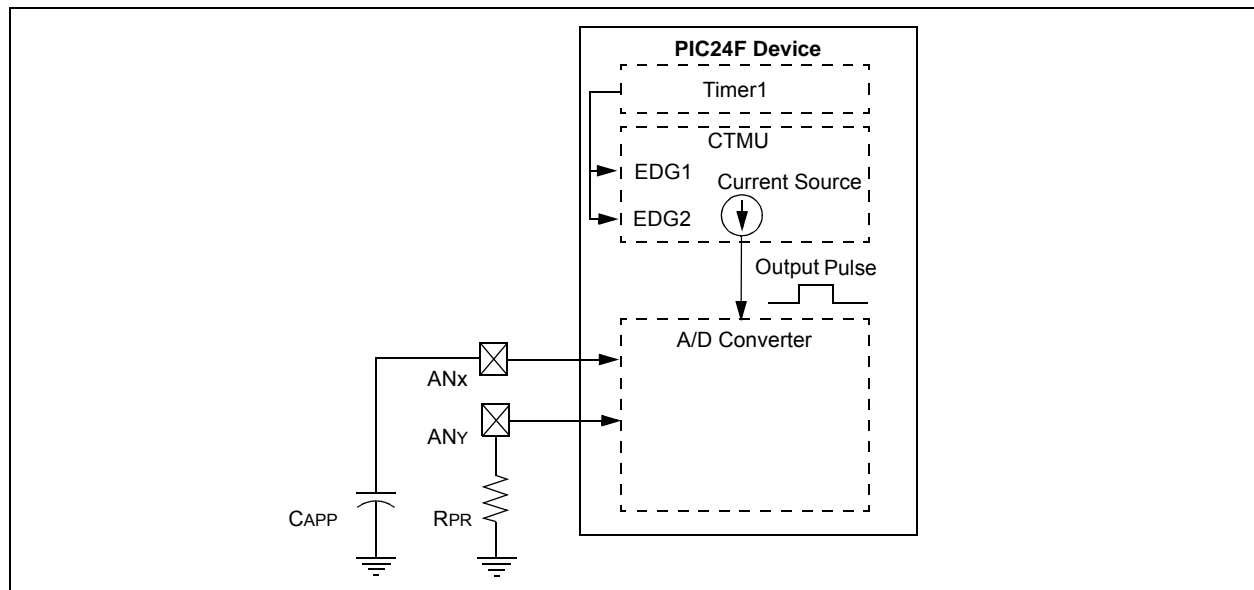 PIC24F Device
Timer1
CTMU
EDG1
Current Source
EDG2
Output Pulse
A/D Converter
ANx
ANY
CAPP
RPR